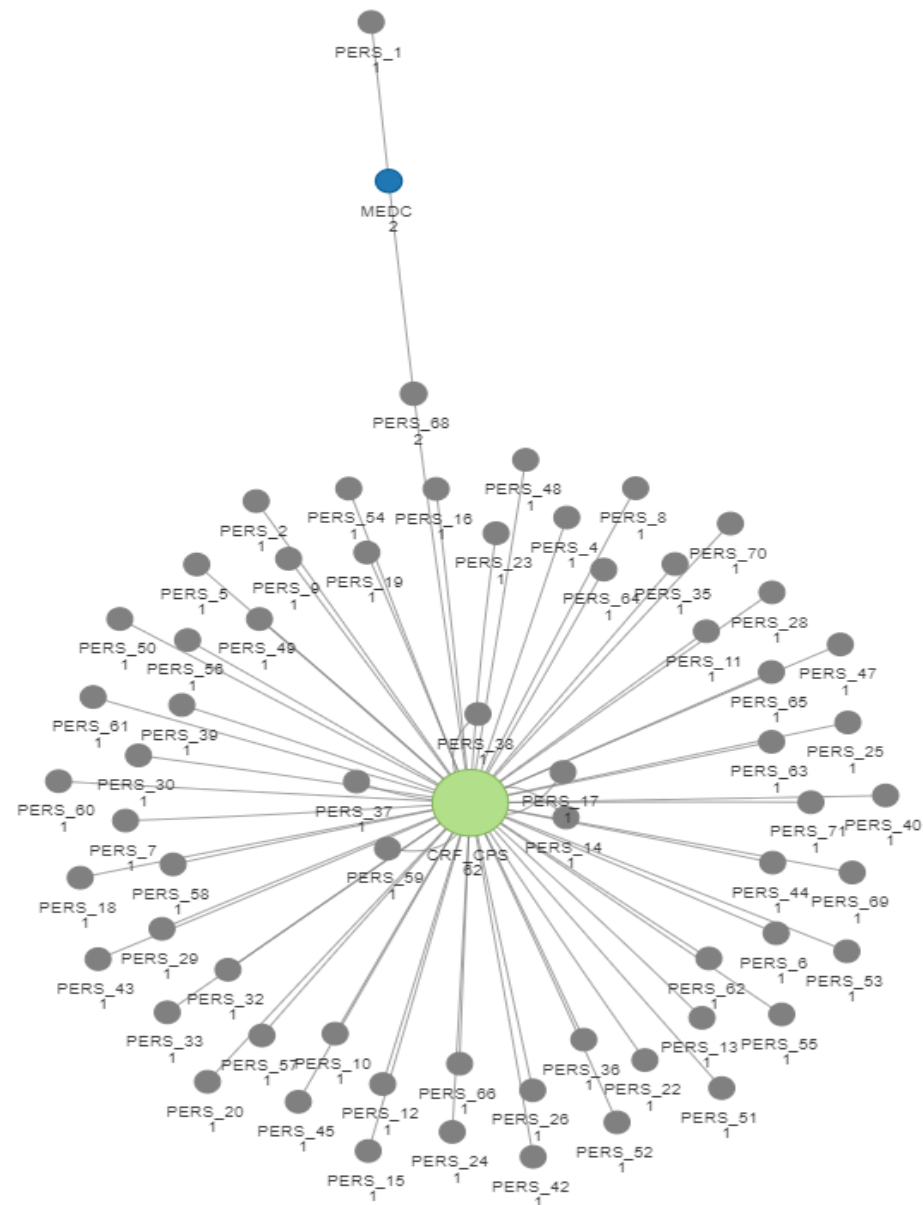 PERS_1
1
MEDC
2
PERS_68
2
PERS_48
1
PERS_54
1
PERS_16
1
PERS_8
1
PERS_2
1
PERS_4
1
PERS_70
1
PERS_23
1
PERS_19
1
PERS_9
1
PERS_5
1
PERS_64
1
PERS_35
1
PERS_28
1
PERS_50
1
PERS_49
1
PERS_11
1
PERS_56
1
PERS_47
1
PERS_65
1
PERS_61
1
PERS_39
1
PERS_38
1
PERS_25
1
PERS_63
1
PERS_30
1
PERS_60
1
PERS_37
1
PERS_17
1
PERS_71
1
PERS_40
1
PERS_7
1
PERS_14
1
CRF_CPS
62
PERS_59
1
PERS_18
1
PERS_58
1
PERS_44
1
PERS_69
1
PERS_29
1
PERS_43
1
PERS_6
1
PERS_53
1
PERS_32
1
PERS_62
1
PERS_33
1
PERS_57
1
PERS_10
1
PERS_13
1
PERS_55
1
PERS_36
1
PERS_20
1
PERS_45
1
PERS_12
1
PERS_66
1
PERS_26
1
PERS_22
1
PERS_51
1
PERS_15
1
PERS_24
1
PERS_42
1
PERS_52
1